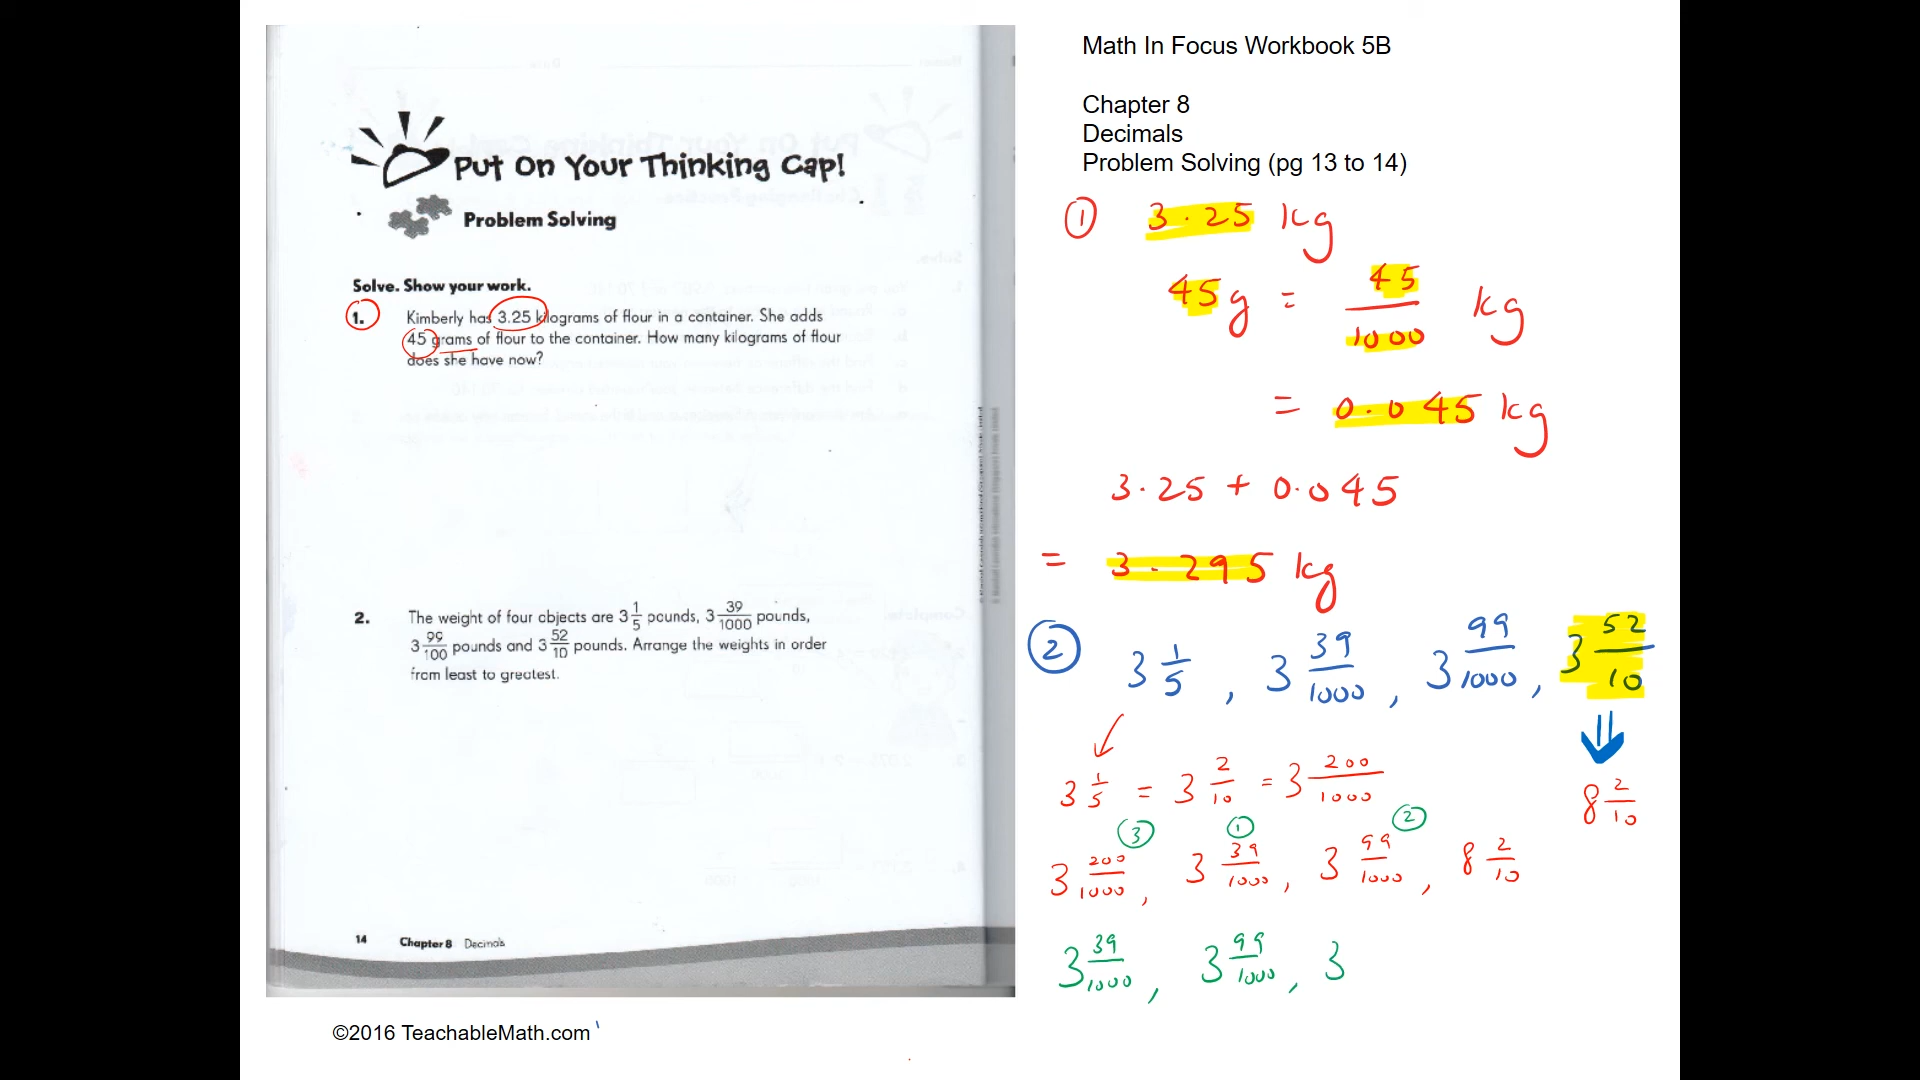 Put On Your Thinking Cap!
Problem Solving
Solve. Show your work.
1. Kimberly has 3.25 kilograms of flour in a container. She adds
45 grams of flour to the container. How many kilograms of flour
does she have now?
2. The weight of four objects are 3 1/5 pounds, 3 39/1000 pounds,
3 99/100 pounds and 3 52/10 pounds. Arrange the weights in order
from least to greatest.
14 Chapter 8 Decimals
©2016 TeachableMath.com
Math In Focus Workbook 5B
Chapter 8
Decimals
Problem Solving (pg 13 to 14)
① 3.25 kg
45g = 45/1000 kg
= 0.045 kg
3.25 + 0.045
= 3.295 kg
② 3 1/5, 3 39/1000, 3 99/1000, 3 52/10
3 1/5 = 3 2/10 = 3 200/1000
8 2/10
③ ① ②
3 200/1000, 3 39/1000, 3 99/1000, 8 2/10
3 39/1000, 3 99/1000, 3